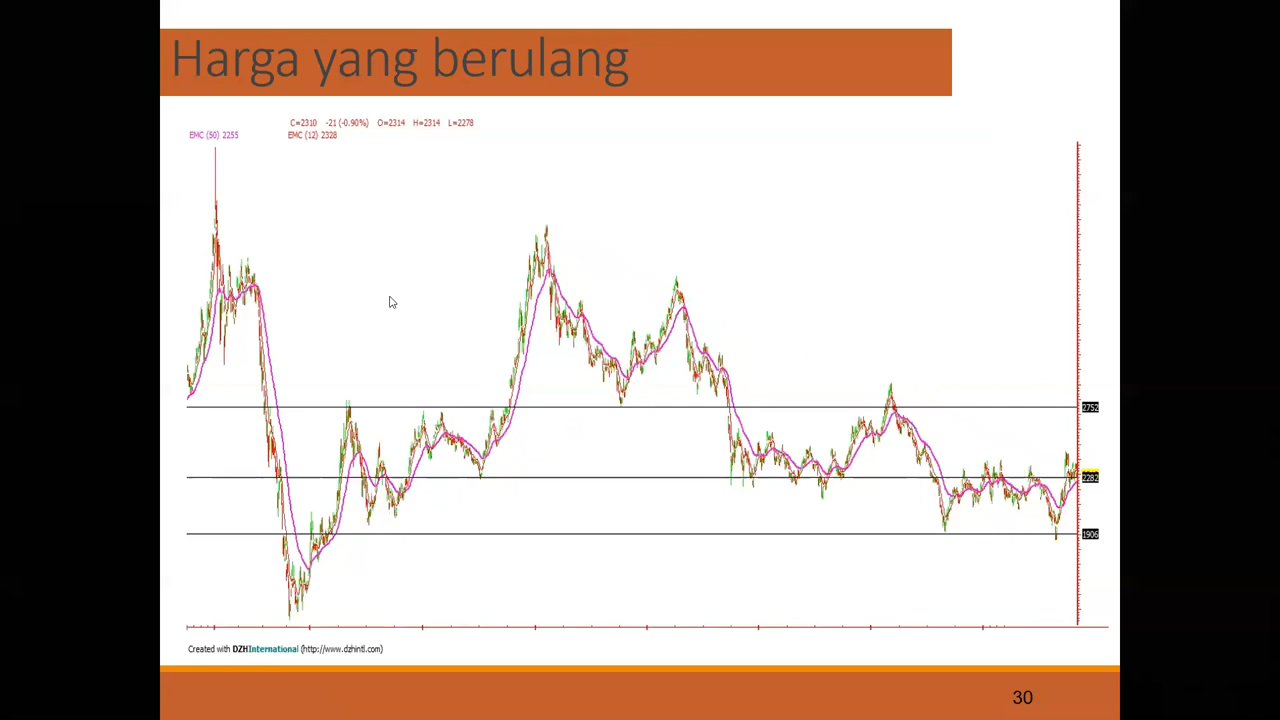 Harga yang berulang
C=2310 -21 (-0.90%) O=2314 H=2314 L=2278
EMC (50) 2255 EMC (12) 2328
2752
2282
1906
Created with DZHInternational (http://www.dzhintl.com)
30